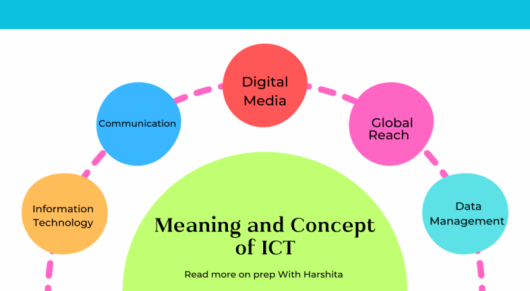 Digital
Media
Communication
Global
Reach
Information
Technology
Data
Management
Meaning and Concept
of ICT
Read more on prep With Harshita